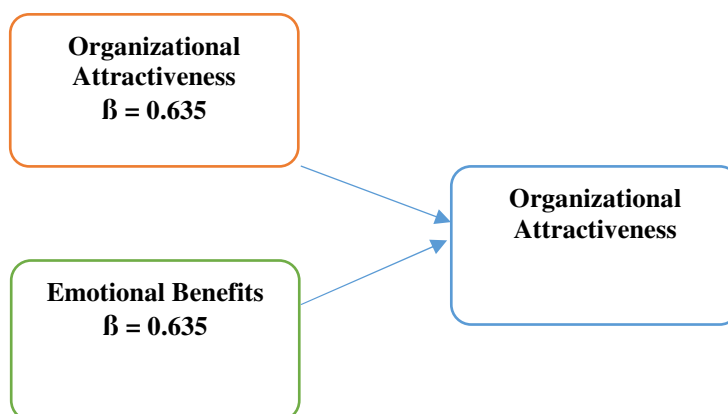 Organizational
Attractiveness
ß = 0.635
Organizational
Attractiveness
Emotional Benefits
ß = 0.635